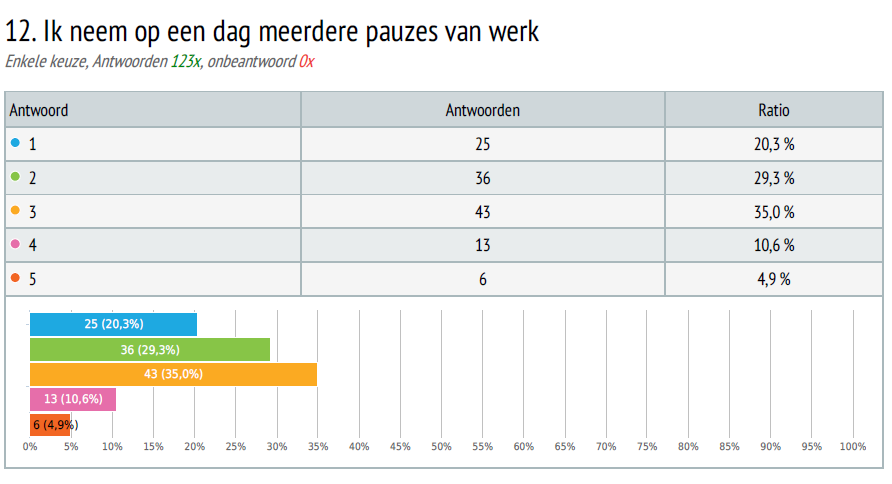 12. Ik neem op een dag meerdere pauzes van werk
Enkele keuze, Antwoorden 123x, onbeantwoord 0x
Antwoord Antwoorden Ratio
1 25 20,3 %
2 36 29,3 %
3 43 35,0 %
4 13 10,6 %
5 6 4,9 %
25 (20,3%)
36 (29,3%)
43 (35,0%)
13 (10,6%)
6 (4,9%)
0% 5% 10% 15% 20% 25% 30% 35% 40% 45% 50% 55% 60% 65% 70% 75% 80% 85% 90% 95% 100%